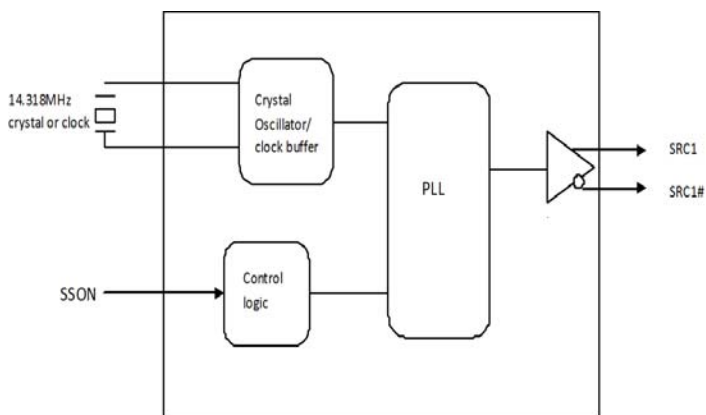 14.318MHz
crystal or clock
Crystal
Oscillator/
clock buffer
PLL
SRC1
SRC1#
SSON
Control
logic